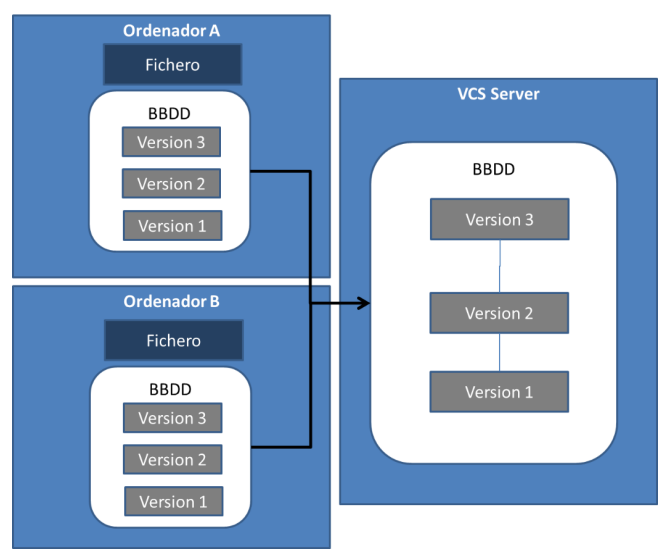 Ordenador A
Fichero
BBDD
Version 3
Version 2
Version 1
Ordenador B
Fichero
BBDD
Version 3
Version 2
Version 1
VCS Server
BBDD
Version 3
Version 2
Version 1